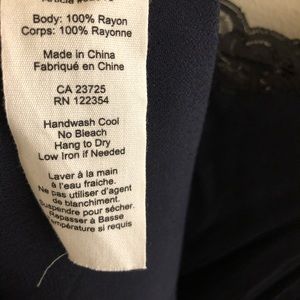 Body: 100% Rayon
Corps: 100% Rayonne
Made in China
Fabriqué en Chine
CA 23725
RN 122354
Handwash Cool
No Bleach
Hang to Dry
Low Iron if Needed
Laver à la main
à l'eau fraiche.
Ne pas utiliser d'agent
de blanchiment.
Suspendre pour sécher.
Repasser à Basse
Température si requis